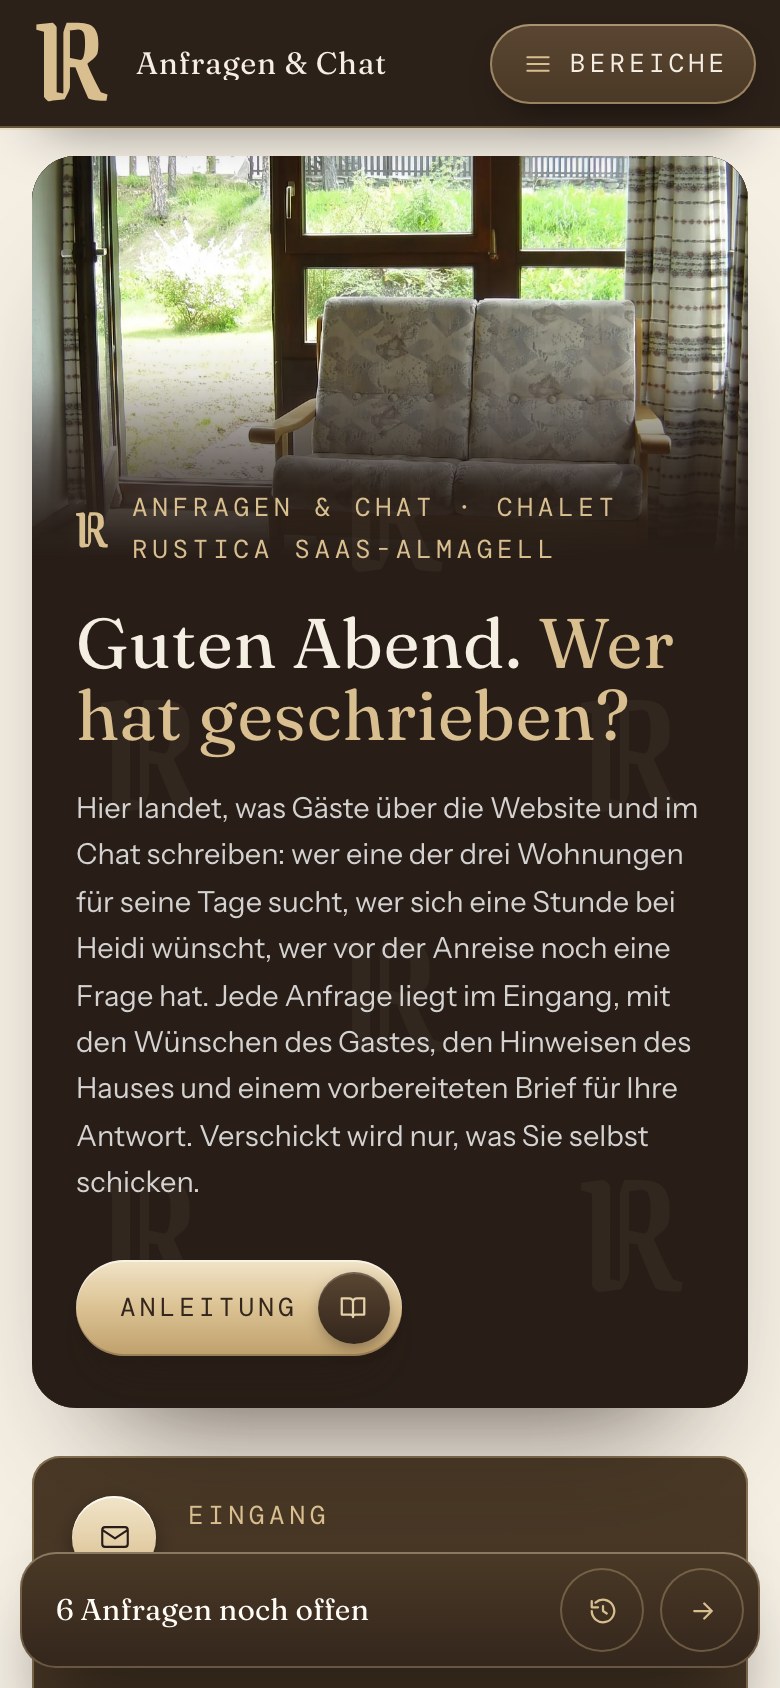 Anfragen & Chat
BEREICHE
ANFRAGEN & CHAT · CHALET
RUSTICA SAAS-ALMAGELL
Guten Abend. Wer
hat geschrieben?
Hier landet, was Gäste über die Website und im
Chat schreiben: wer eine der drei Wohnungen
für seine Tage sucht, wer sich eine Stunde bei
Heidi wünscht, wer vor der Anreise noch eine
Frage hat. Jede Anfrage liegt im Eingang, mit
den Wünschen des Gastes, den Hinweisen des
Hauses und einem vorbereiteten Brief für Ihre
Antwort. Verschickt wird nur, was Sie selbst
schicken.
ANLEITUNG
EINGANG
6 Anfragen noch offen